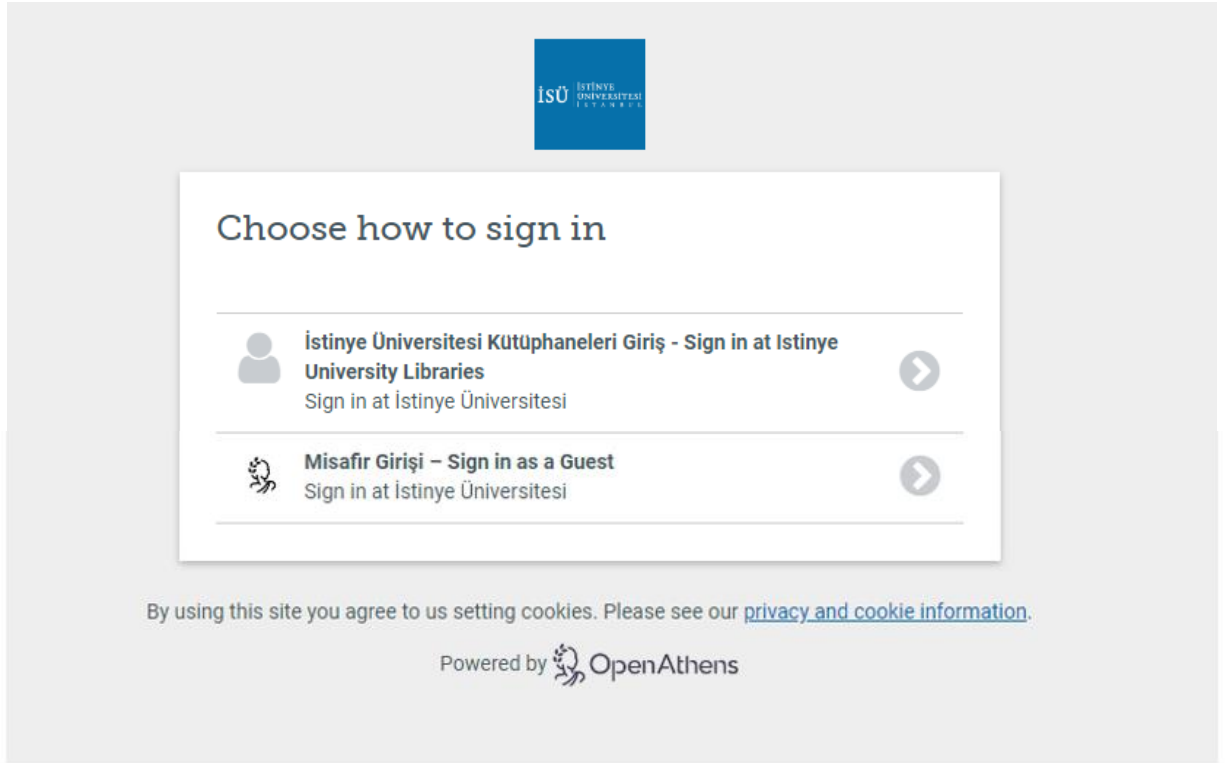 İSÜ İSTİNYE
ÜNİVERSİTESİ
İSTANBUL
Choose how to sign in
İstinye Üniversitesi Kütüphaneleri Giriş - Sign in at Istinye
University Libraries
Sign in at İstinye Üniversitesi
Misafir Girişi – Sign in as a Guest
Sign in at İstinye Üniversitesi
By using this site you agree to us setting cookies. Please see our privacy and cookie information.
Powered by OpenAthens